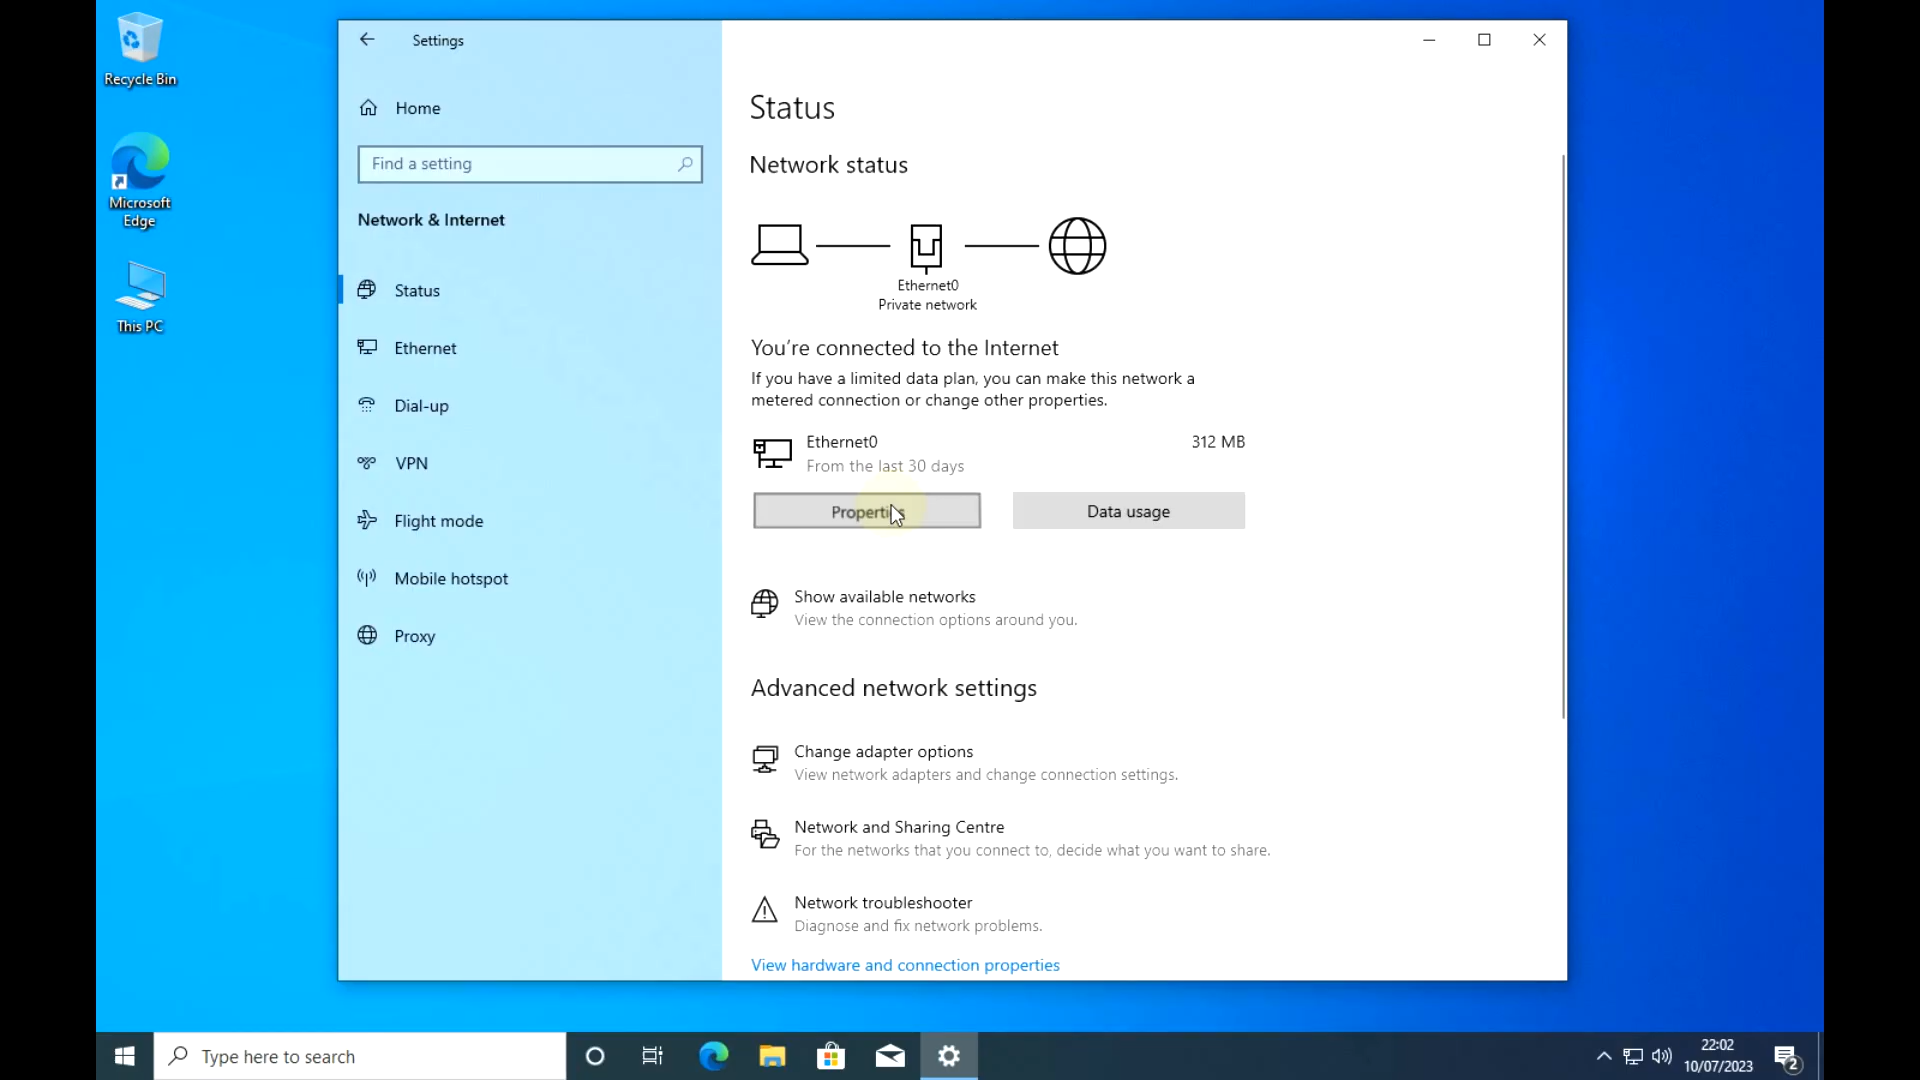 Recycle Bin
Microsoft
Edge
This PC
Settings
Home
Find a setting
Network & Internet
Status
Ethernet
Dial-up
VPN
Flight mode
Mobile hotspot
Proxy
Status
Network status
Ethernet0
Private network
You're connected to the Internet
If you have a limited data plan, you can make this network a
metered connection or change other properties.
Ethernet0
312 MB
From the last 30 days
Properties
Data usage
Show available networks
View the connection options around you.
Advanced network settings
Change adapter options
View network adapters and change connection settings.
Network and Sharing Centre
For the networks that you connect to, decide what you want to share.
Network troubleshooter
Diagnose and fix network problems.
View hardware and connection properties
Type here to search
22:02
10/07/2023
2